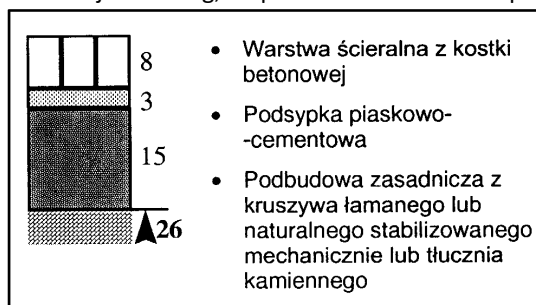 8
3
15
26
• Warstwa ścieralna z kostki
betonowej
• Podsypka piaskowo-
-cementowa
• Podbudowa zasadnicza z
kruszywa łamanego lub
naturalnego stabilizowanego
mechanicznie lub tłucznia
kamiennego